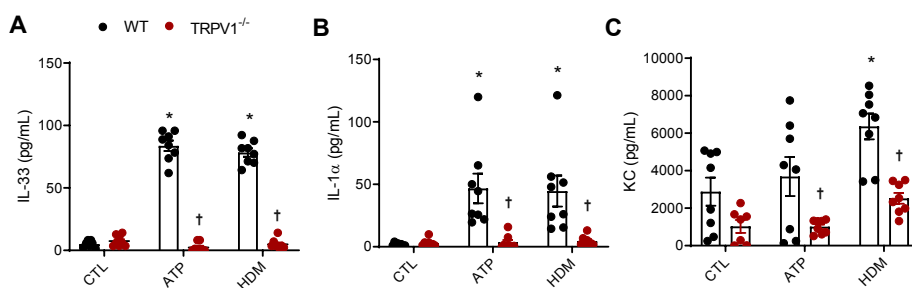 WT TRPV1-/-
A
IL-33 (pg/mL)
150
100
50
0
* *
† †
CTL ATP HDM
B
IL-1α (pg/mL)
150
100
50
0
* *
† †
CTL ATP HDM
C
KC (pg/mL)
10000
8000
6000
4000
2000
0
*
† †
CTL ATP HDM